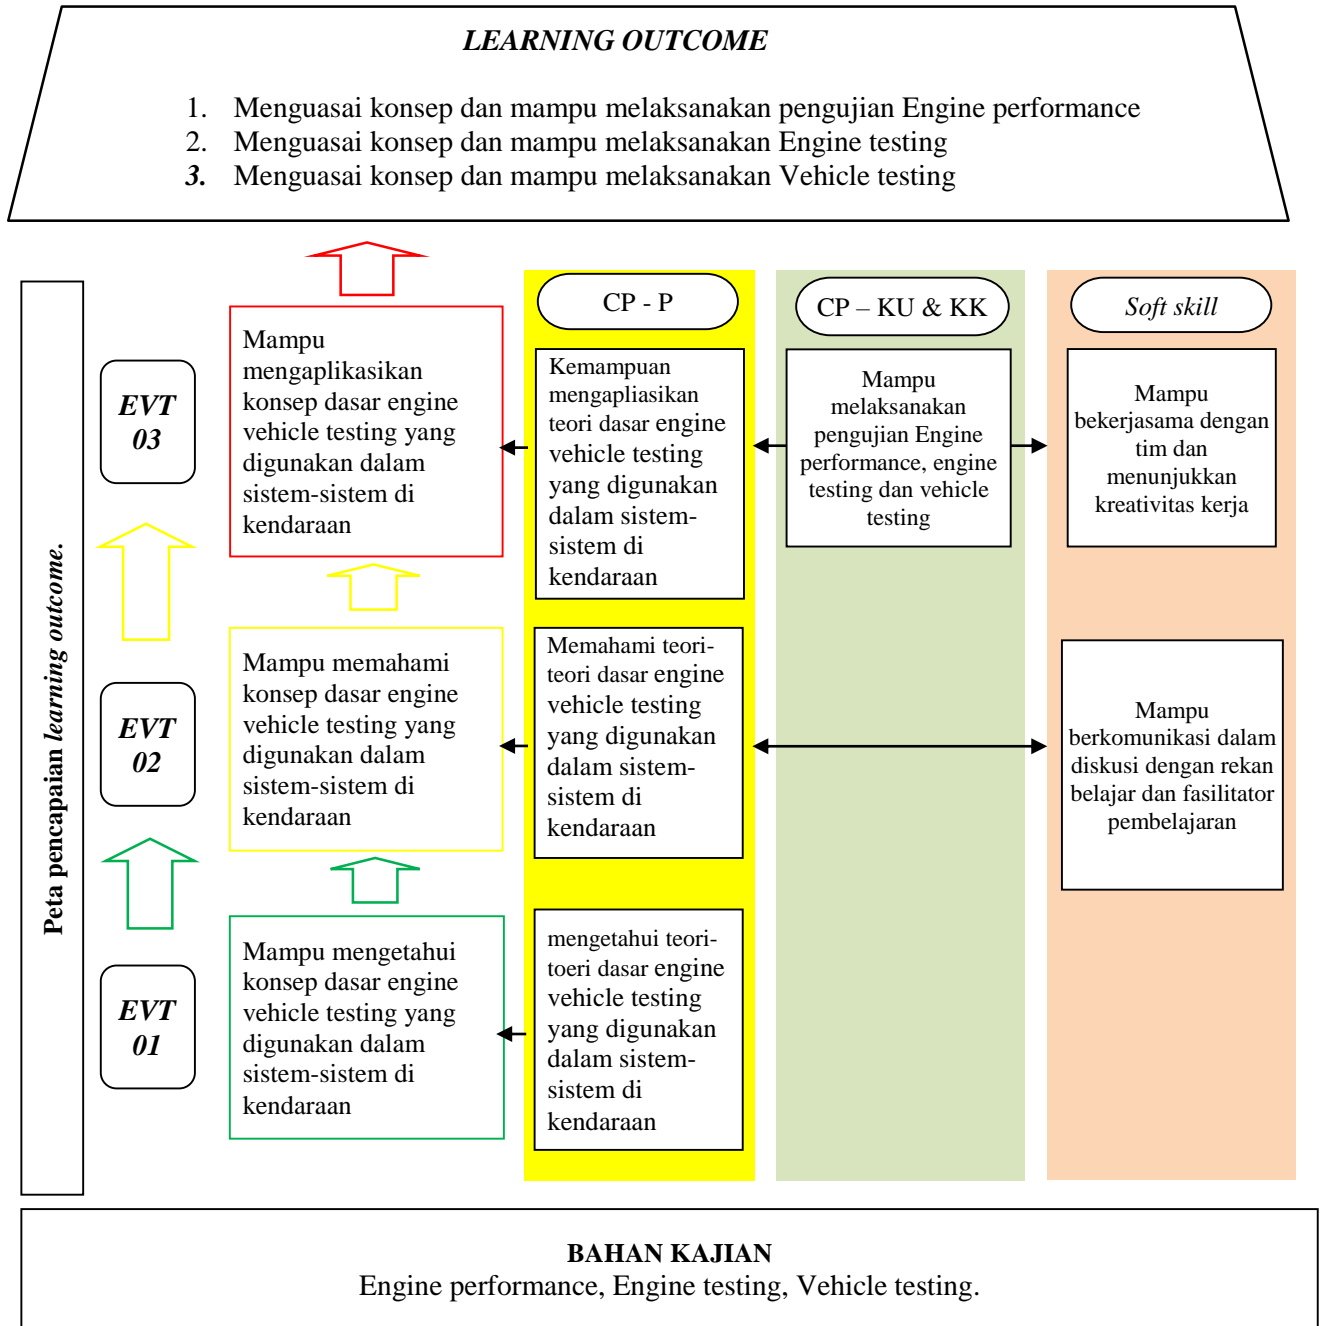 LEARNING OUTCOME
1. Menguasai konsep dan mampu melaksanakan pengujian Engine performance
2. Menguasai konsep dan mampu melaksanakan Engine testing
3. Menguasai konsep dan mampu melaksanakan Vehicle testing
Peta pencapaian learning outcome.
EVT
03
Mampu
mengaplikasikan
konsep dasar engine
vehicle testing yang
digunakan dalam
sistem-sistem di
kendaraan
CP - P
Kemampuan
mengapliasikan
teori dasar engine
vehicle testing
yang digunakan
dalam sistem-
sistem di
kendaraan
CP – KU & KK
Mampu
melaksanakan
pengujian Engine
performance, engine
testing dan vehicle
testing
Soft skill
Mampu
bekerjasama dengan
tim dan
menunjukkan
kreativitas kerja
EVT
02
Mampu memahami
konsep dasar engine
vehicle testing yang
digunakan dalam
sistem-sistem di
kendaraan
Memahami teori-
teori dasar engine
vehicle testing
yang digunakan
dalam sistem-
sistem di
kendaraan
Mampu
berkomunikasi dalam
diskusi dengan rekan
belajar dan fasilitator
pembelajaran
EVT
01
Mampu mengetahui
konsep dasar engine
vehicle testing yang
digunakan dalam
sistem-sistem di
kendaraan
mengetahui teori-
toeri dasar engine
vehicle testing
yang digunakan
dalam sistem-
sistem di
kendaraan
BAHAN KAJIAN
Engine performance, Engine testing, Vehicle testing.